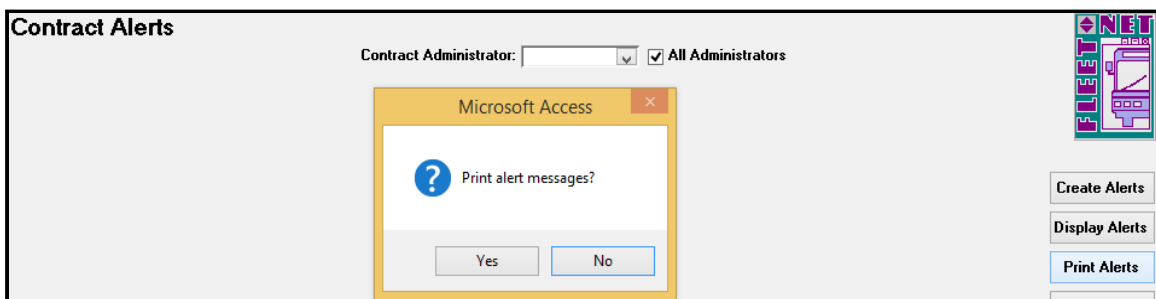 Contract Alerts
Contract Administrator: All Administrators
FLEET NET
Microsoft Access
Print alert messages?
Yes No
Create Alerts
Display Alerts
Print Alerts